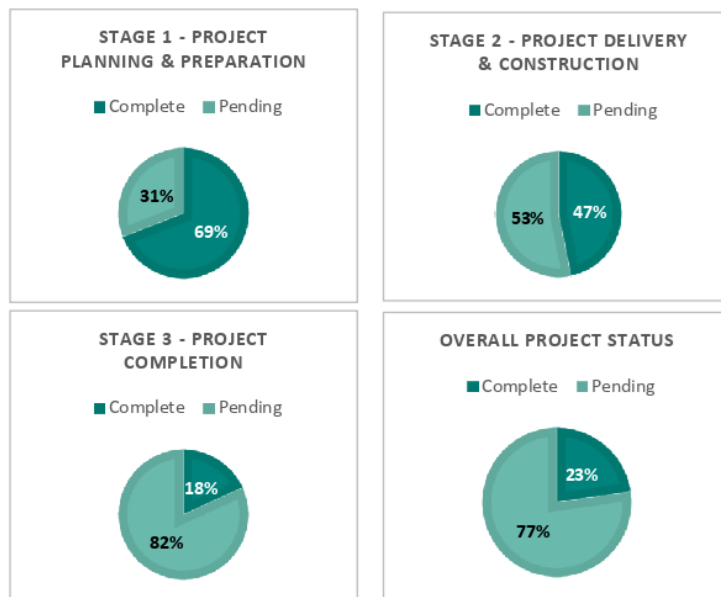 STAGE 1 - PROJECT
PLANNING & PREPARATION
Complete Pending
31%
69%
STAGE 2 - PROJECT DELIVERY
& CONSTRUCTION
Complete Pending
53% 47%
STAGE 3 - PROJECT
COMPLETION
Complete Pending
18%
82%
OVERALL PROJECT STATUS
Complete Pending
23%
77%